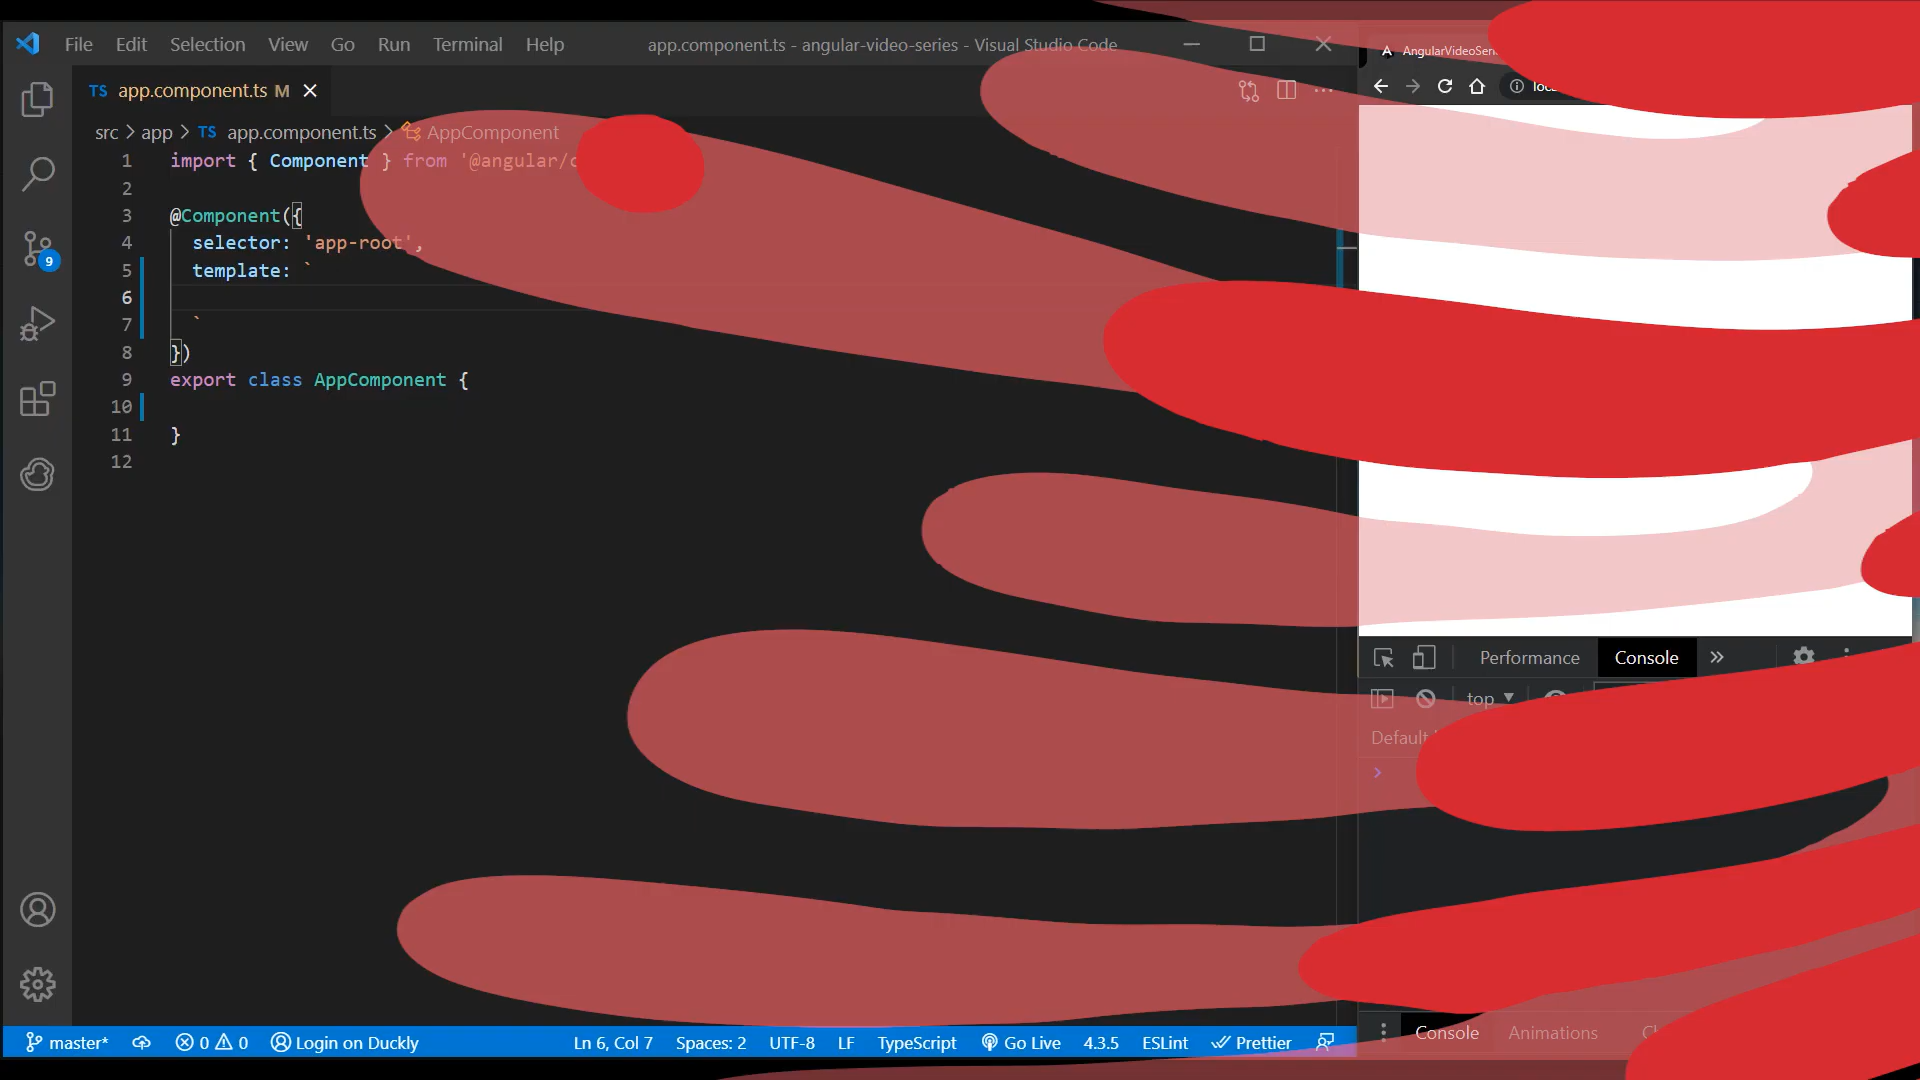 File Edit Selection View Go Run Terminal Help
app.component.ts - angular-video-series - Visual Studio Code
TS app.component.ts M
src > app > TS app.component.ts > AppComponent
1 import { Component } from '@angular/
2
3 @Component({
4 selector: 'app-root',
5 template: `
6
7 `
8 })
9 export class AppComponent {
10
11 }
12
9
master* 0 0 Login on Duckly
Ln 6, Col 7 Spaces: 2 UTF-8 LF TypeScript Go Live 4.3.5 ESLint Prettier
A
Performance Console »
top
Default
>
Console Animations